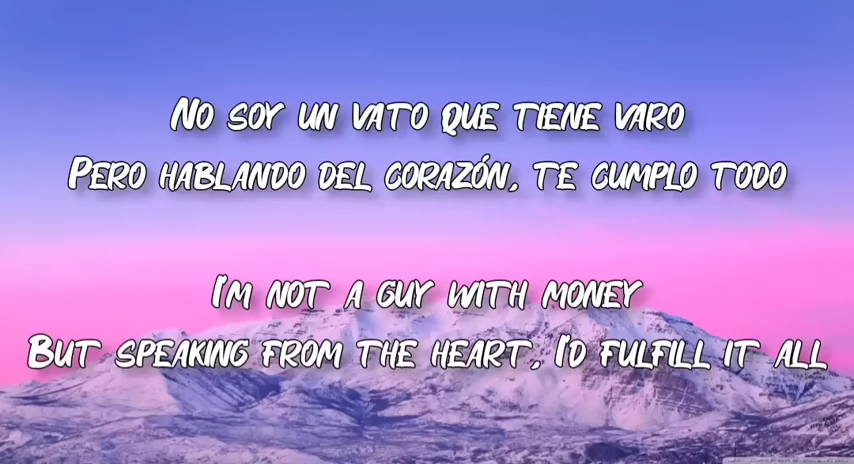 No soy un vato que tiene varo
Pero hablando del corazón, te cumplo todo
I'm not a guy with money
But speaking from the heart, I'd fulfill it all